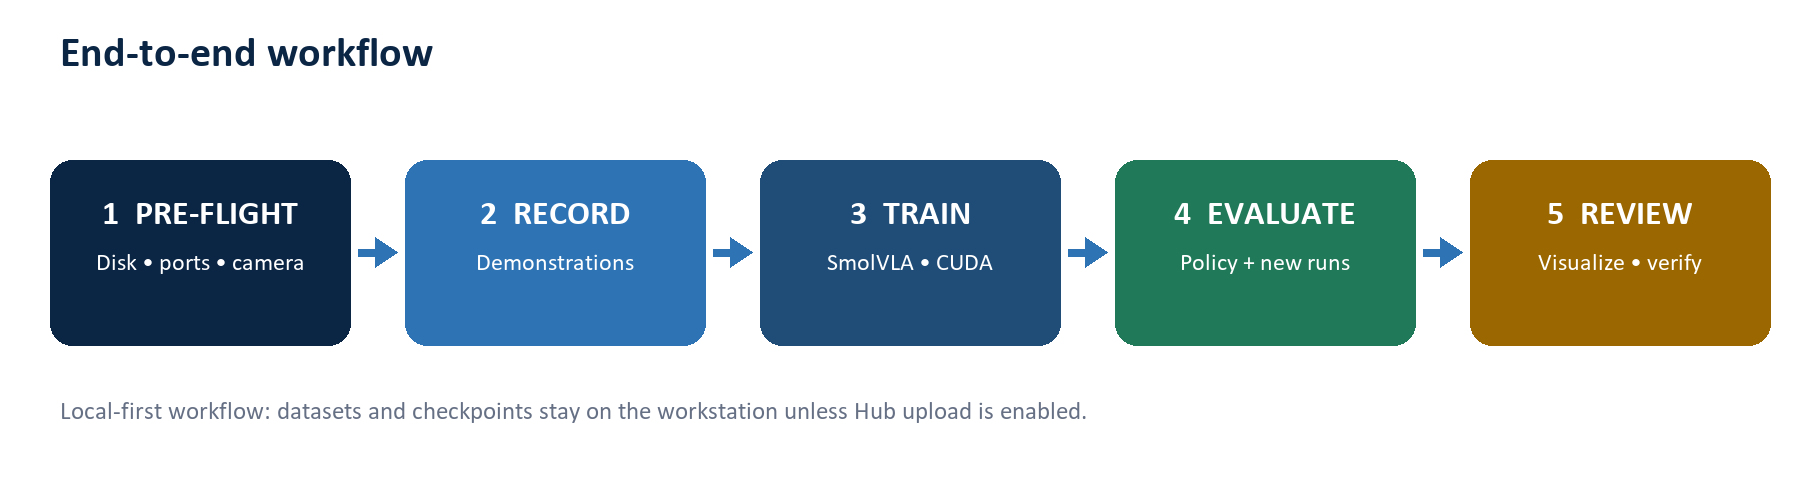 End-to-end workflow
1 PRE-FLIGHT
Disk • ports • camera
2 RECORD
Demonstrations
3 TRAIN
SmolVLA • CUDA
4 EVALUATE
Policy + new runs
5 REVIEW
Visualize • verify
Local-first workflow: datasets and checkpoints stay on the workstation unless Hub upload is enabled.